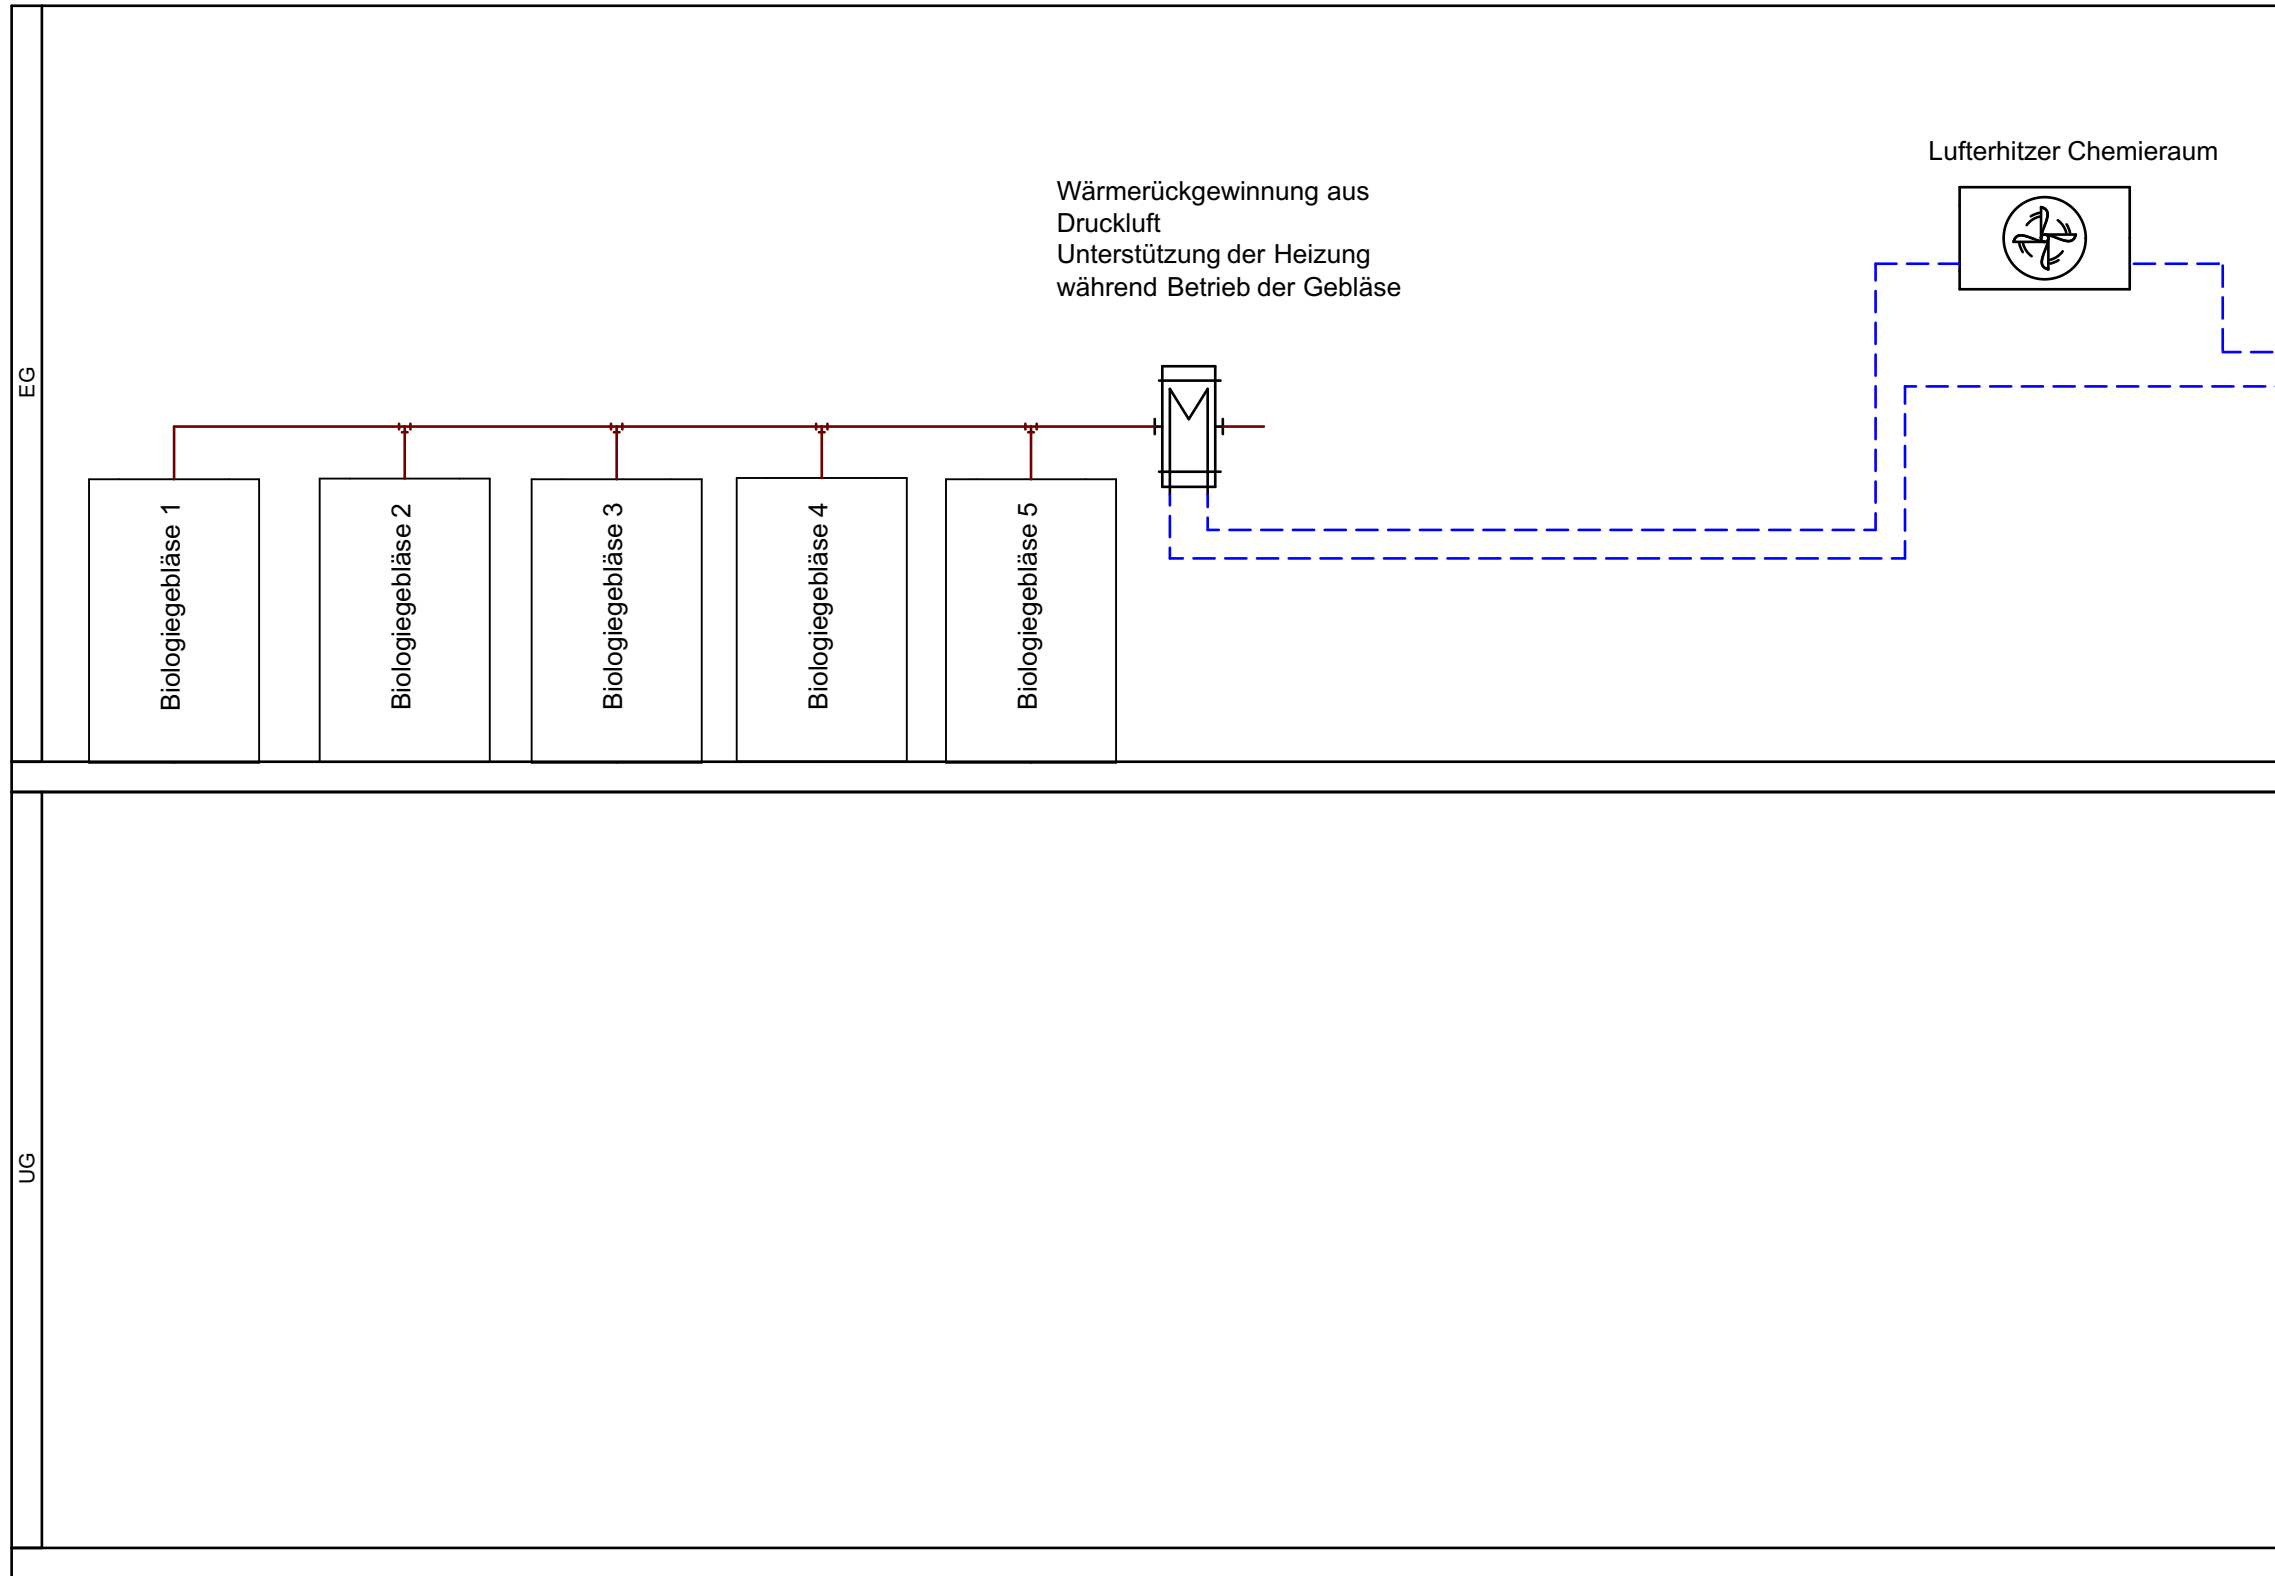 Lufterhitzer Chemieraum
Wärmerückgewinnung aus
Druckluft
Unterstützung der Heizung
während Betrieb der Gebläse
EG
Biologiegebläse 1
Biologiegebläse 2
Biologiegebläse 3
Biologiegebläse 4
Biologiegebläse 5
UG